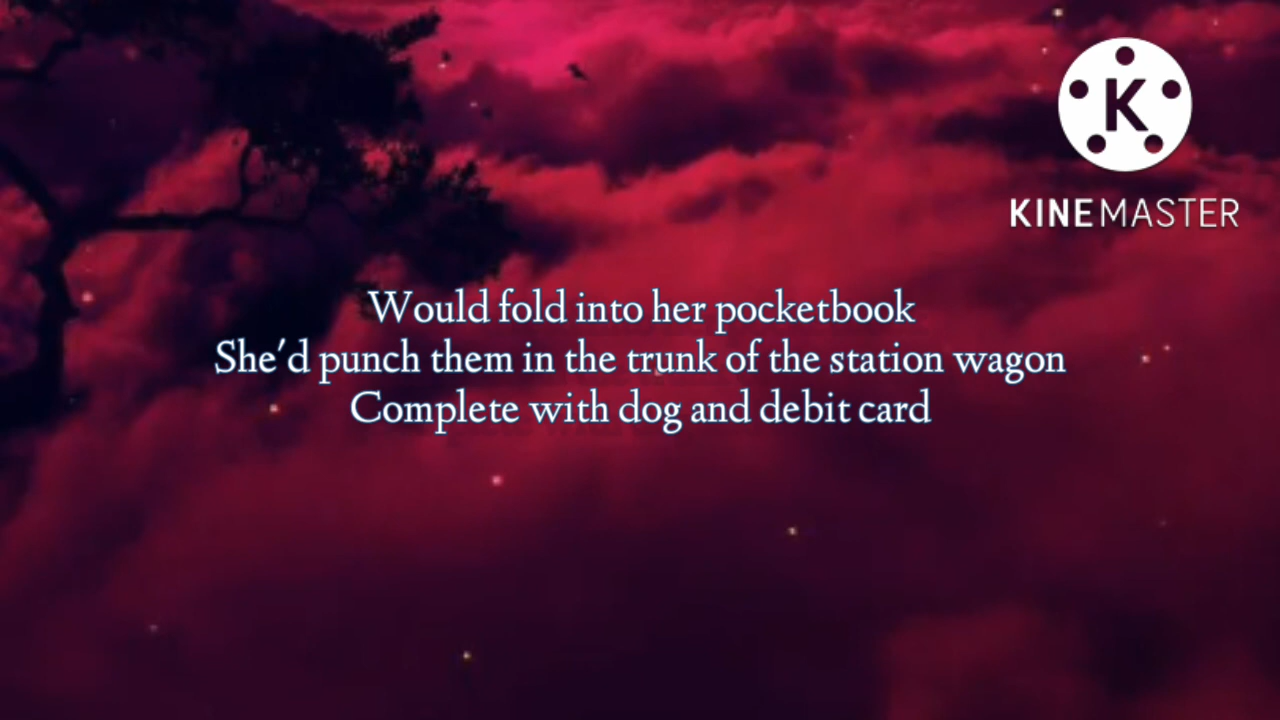 K
KINEMASTER
Would fold into her pocketbook
She'd punch them in the trunk of the station wagon
Complete with dog and debit card